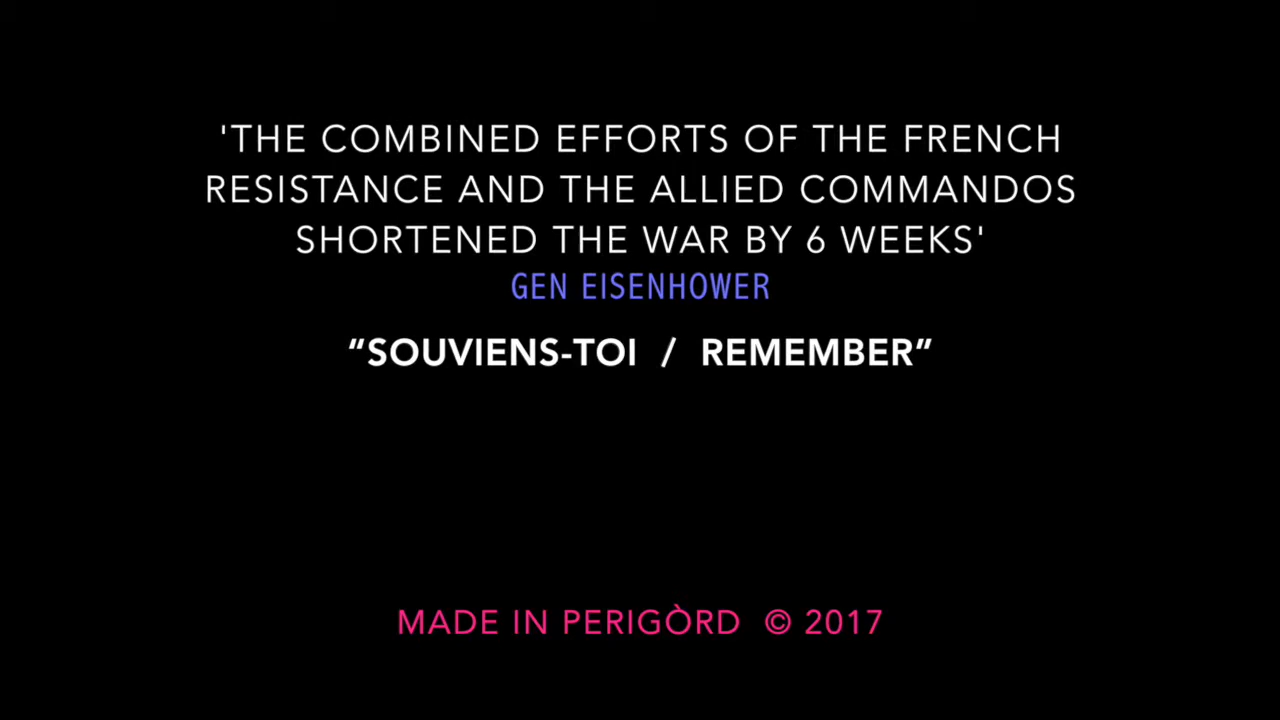 'THE COMBINED EFFORTS OF THE FRENCH
RESISTANCE AND THE ALLIED COMMANDOS
SHORTENED THE WAR BY 6 WEEKS'
GEN EISENHOWER
“SOUVIENS-TOI / REMEMBER”
MADE IN PERIGÒRD © 2017